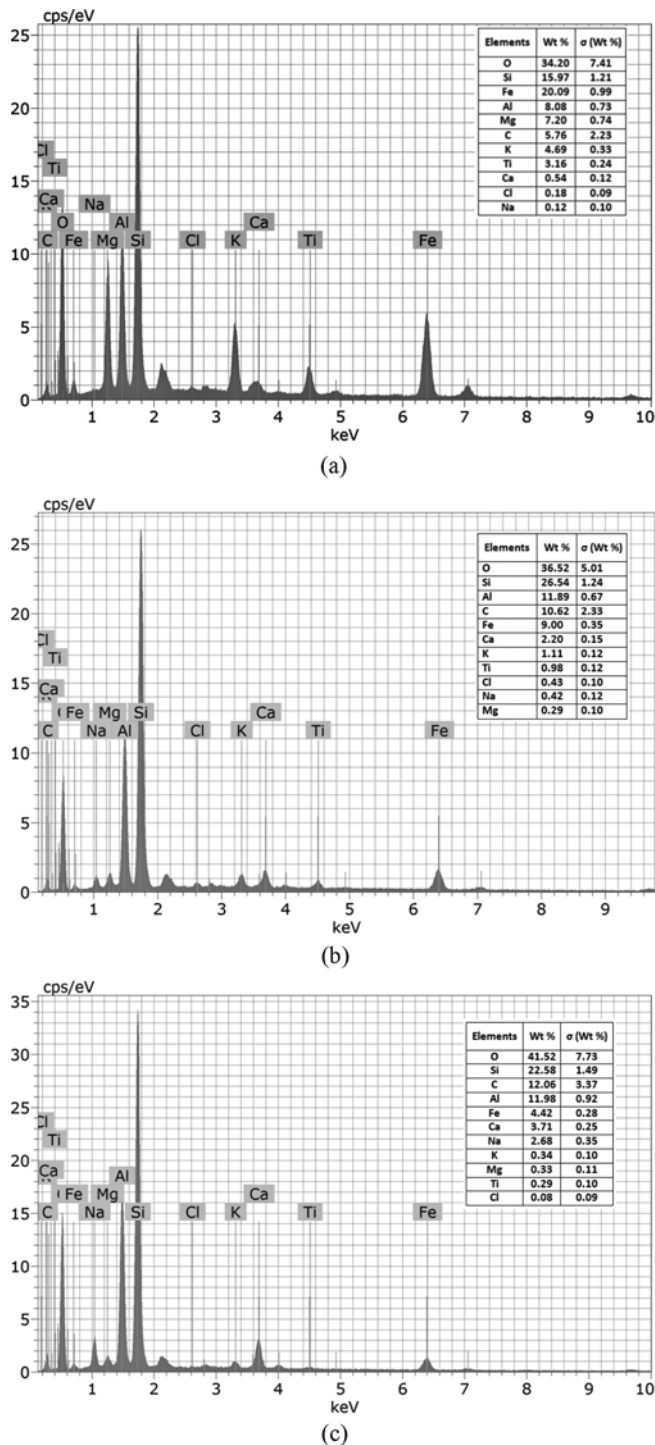 cps/eV
25
20
15
10
5
0
Elements Wt % σ (Wt %)
O 34.20 7.41
Si 15.97 1.21
Fe 20.09 0.99
Al 8.08 0.73
Mg 7.20 0.74
C 5.76 2.23
K 4.69 0.33
Ti 3.16 0.24
Ca 0.54 0.12
Cl 0.18 0.09
Na 0.12 0.10
Cl
Ti
Ca Na
O Al Ca
C Fe Mg Si Cl K Ti Fe
1 2 3 4 5 6 7 8 9 10
keV
(a)
cps/eV
25
20
15
10
5
0
Elements Wt % σ (Wt %)
O 36.52 5.01
Si 26.54 1.24
Al 11.89 0.67
C 10.62 2.33
Fe 9.00 0.35
Ca 2.20 0.15
K 1.11 0.12
Ti 0.98 0.12
Cl 0.43 0.10
Na 0.42 0.12
Mg 0.29 0.10
Cl
Ti
Ca
Fe Mg Si Ca
C Na Al Cl K Ti Fe
1 2 3 4 5 6 7 8 9
keV
(b)
cps/eV
35
30
25
20
15
10
5
0
Elements Wt % σ (Wt %)
O 41.52 7.73
Si 22.58 1.49
C 12.06 3.37
Al 11.98 0.92
Fe 4.42 0.28
Ca 3.71 0.25
Na 2.68 0.35
K 0.34 0.10
Mg 0.33 0.11
Ti 0.29 0.10
Cl 0.08 0.09
Cl
Ti
Ca Al
Fe Mg Ca
C Na Si Cl K Ti Fe
1 2 3 4 5 6 7 8 9 10
keV
(c)